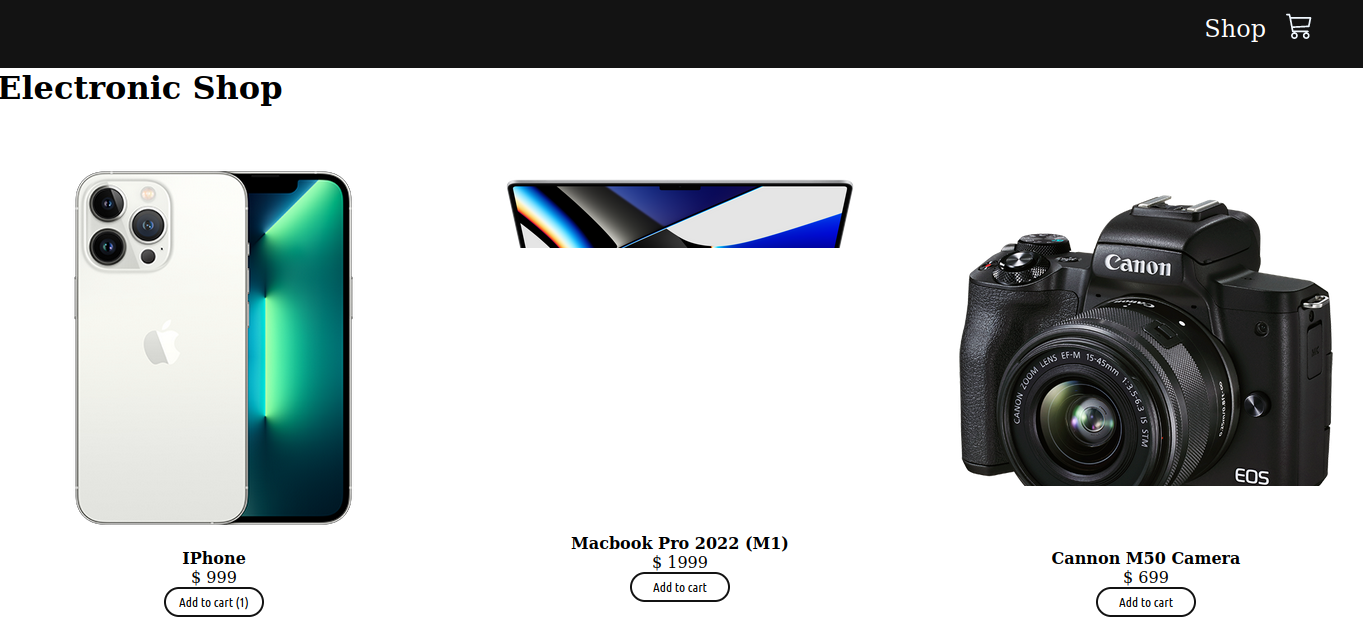 Shop
Electronic Shop
Canon
Canon
CANON ZOOM LENS EF-M 15-45mm 1:3.5-6.3 IS STM
EOS
IPhone
$ 999
Add to cart (1)
Macbook Pro 2022 (M1)
$ 1999
Add to cart
Cannon M50 Camera
$ 699
Add to cart